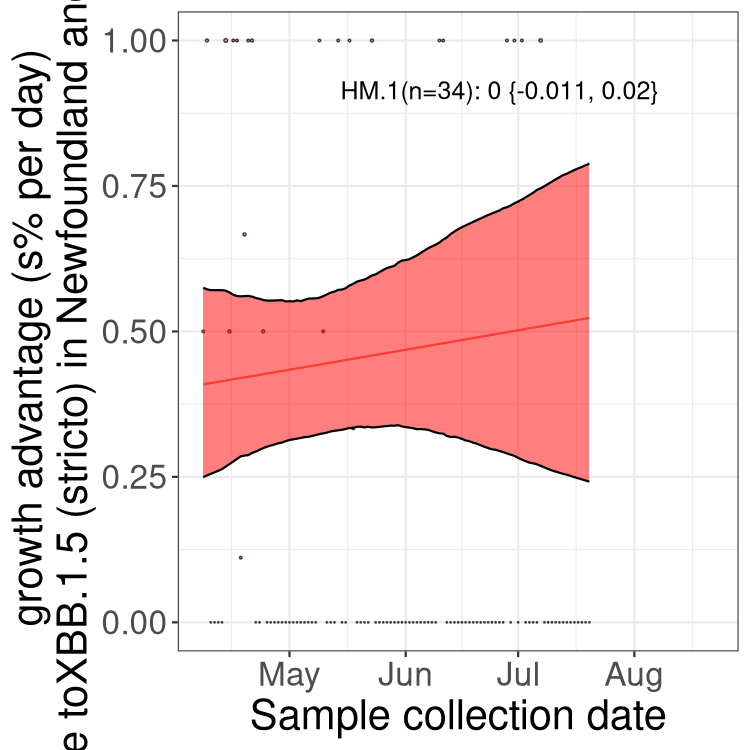 growth advantage (s% per day)
toXBB.1.5 (stricto) in Newfoundland
1.00
0.75
0.50
0.25
0.00
HM.1(n=34): 0 {-0.011, 0.02}
May Jun Jul Aug
Sample collection date